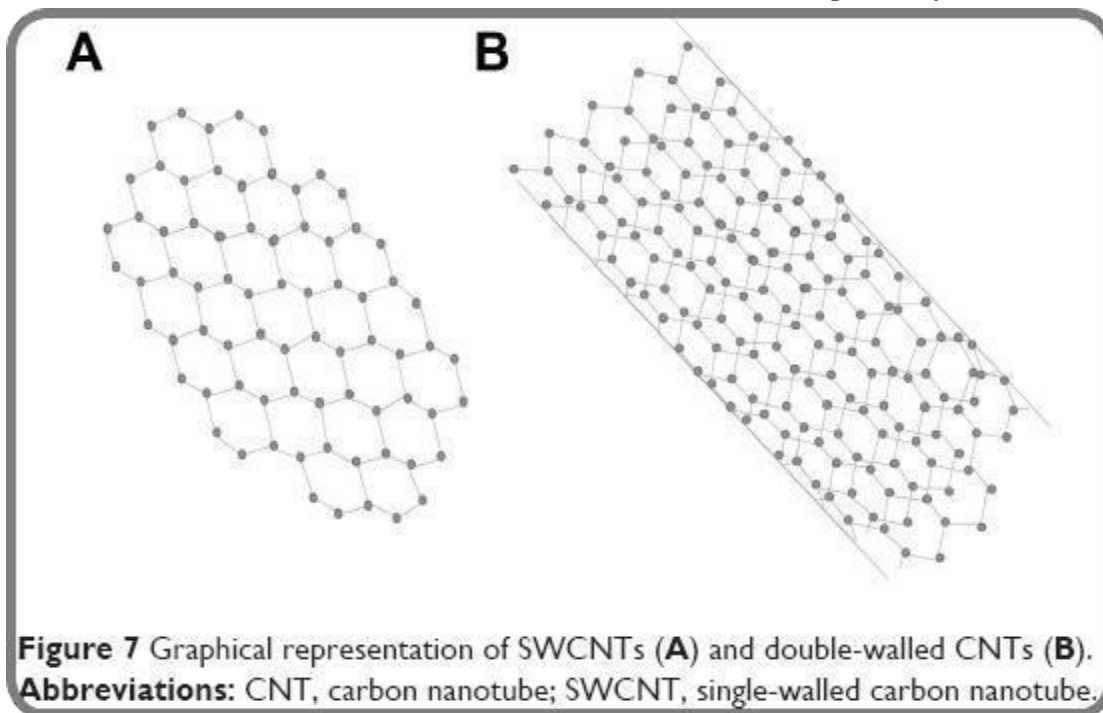 A
B
Figure 7 Graphical representation of SWCNTs (A) and double-walled CNTs (B).
Abbreviations: CNT, carbon nanotube; SWCNT, single-walled carbon nanotube.